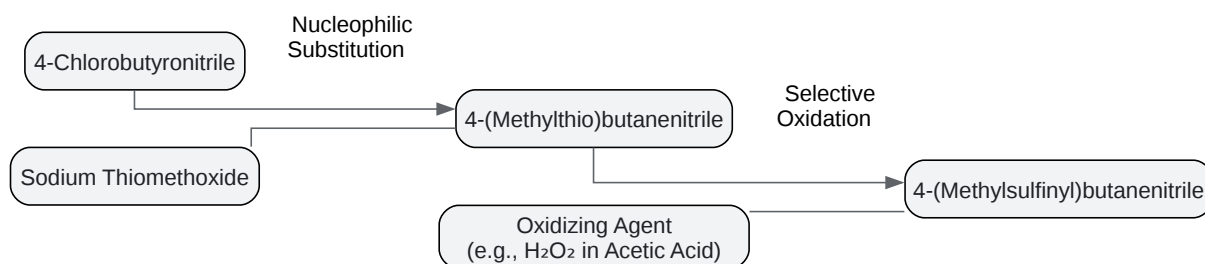 Nucleophilic
Substitution
4-Chlorobutyronitrile
Selective
Oxidation
4-(Methylthio)butanenitrile
Sodium Thiomethoxide
4-(Methylsulfinyl)butanenitrile
Oxidizing Agent
(e.g., H₂O₂ in Acetic Acid)